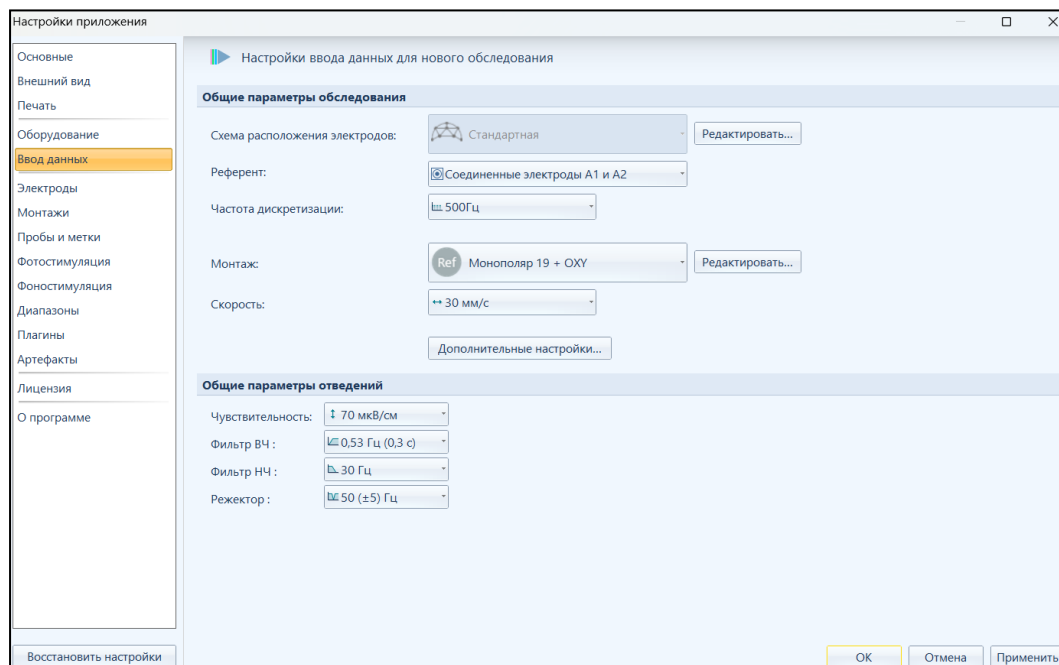 Настройки приложения
Основные
Внешний вид
Печать
Оборудование
Ввод данных
Электроды
Монтажи
Пробы и метки
Фотостимуляция
Фоностимуляция
Диапазоны
Плагины
Артефакты
Лицензия
О программе
Восстановить настройки
Настройки ввода данных для нового обследования
Общие параметры обследования
Схема расположения электродов: Стандартная Редактировать...
Референт: Соединенные электроды A1 и A2
Частота дискретизации: 500Гц
Монтаж: Ref Монополяр 19 + OXY Редактировать...
Скорость: 30 мм/с
Дополнительные настройки...
Общие параметры отведений
Чувствительность: 70 мкВ/см
Фильтр ВЧ : 0,53 Гц (0,3 с)
Фильтр НЧ : 30 Гц
Режектор : 50 (±5) Гц
OK Отмена Применить